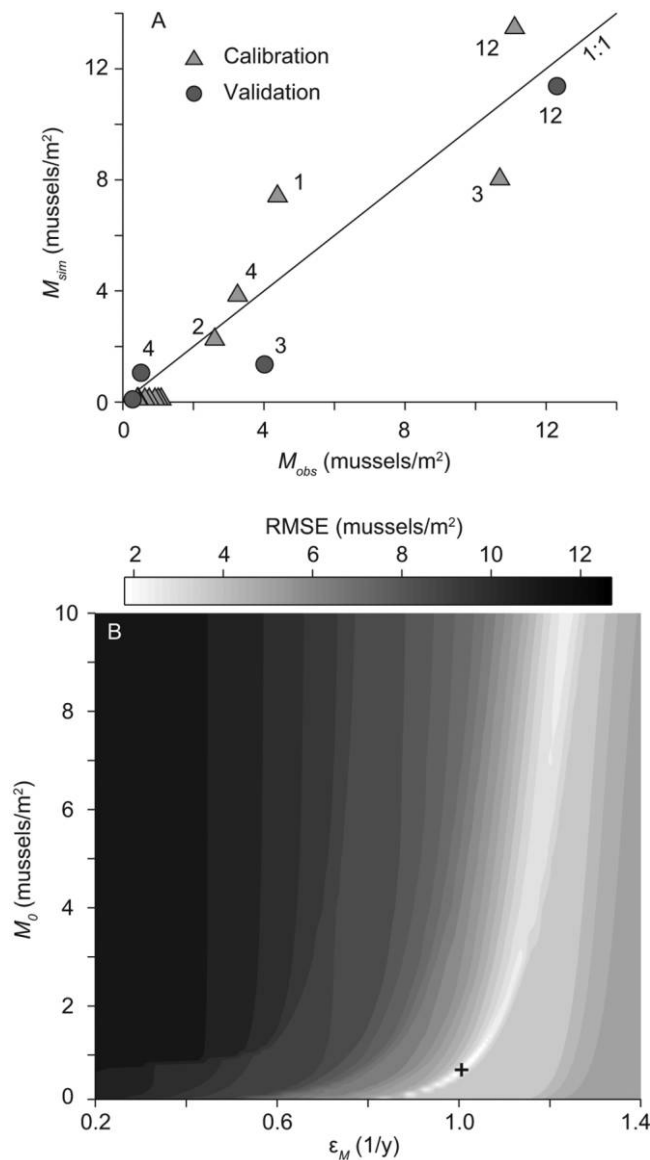 A
Calibration
Validation
12
1:1
12
3
1
4
2
3
4
12
8
4
0
M_sim (mussels/m²)
0 4 8 12
M_obs (mussels/m²)
RMSE (mussels/m²)
2 4 6 8 10 12
B
10
8
6
4
2
0
M_0 (mussels/m²)
0.2 0.6 1.0 1.4
ε_M (1/y)